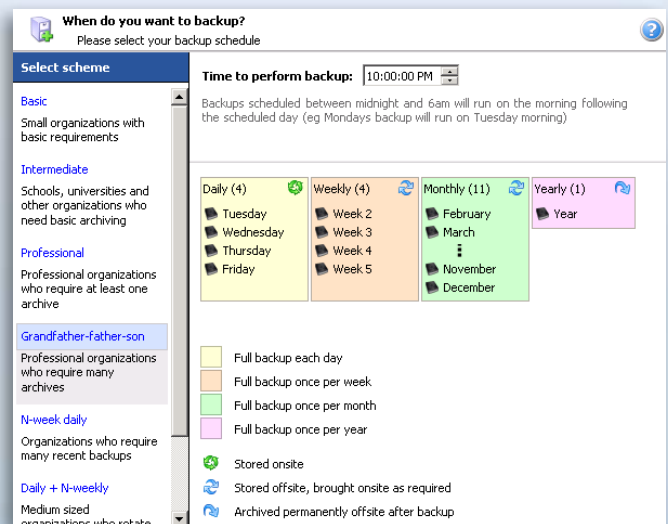 When do you want to backup?
Please select your backup schedule
Select scheme
Basic
Small organizations with
basic requirements
Intermediate
Schools, universities and
other organizations who
need basic archiving
Professional
Professional organizations
who require at least one
archive
Grandfather-father-son
Professional organizations
who require many
archives
N-week daily
Organizations who require
many recent backups
Daily + N-weekly
Medium sized
organizations who rotate
Time to perform backup: 10:00:00 PM
Backups scheduled between midnight and 6am will run on the morning following
the scheduled day (eg Mondays backup will run on Tuesday morning)
Daily (4)
Tuesday
Wednesday
Thursday
Friday
Weekly (4)
Week 2
Week 3
Week 4
Week 5
Monthly (11)
February
March
November
December
Yearly (1)
Year
Full backup each day
Full backup once per week
Full backup once per month
Full backup once per year
Stored onsite
Stored offsite, brought onsite as required
Archived permanently offsite after backup